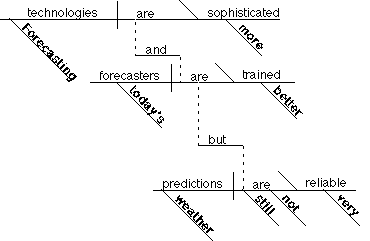 technologies are sophisticated
Forecasting more
and
forecasters are trained
today's better
but
predictions are reliable
weather still not very